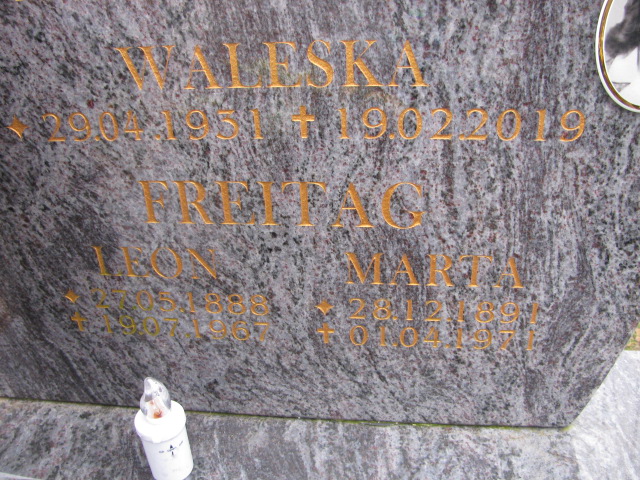 WALESKA
29.04.1951 † 19.02.2019
FREITAG
LEON
27.05.1888
† 19.07.1967
MARTA
28.12.1891
† 01.04.1971